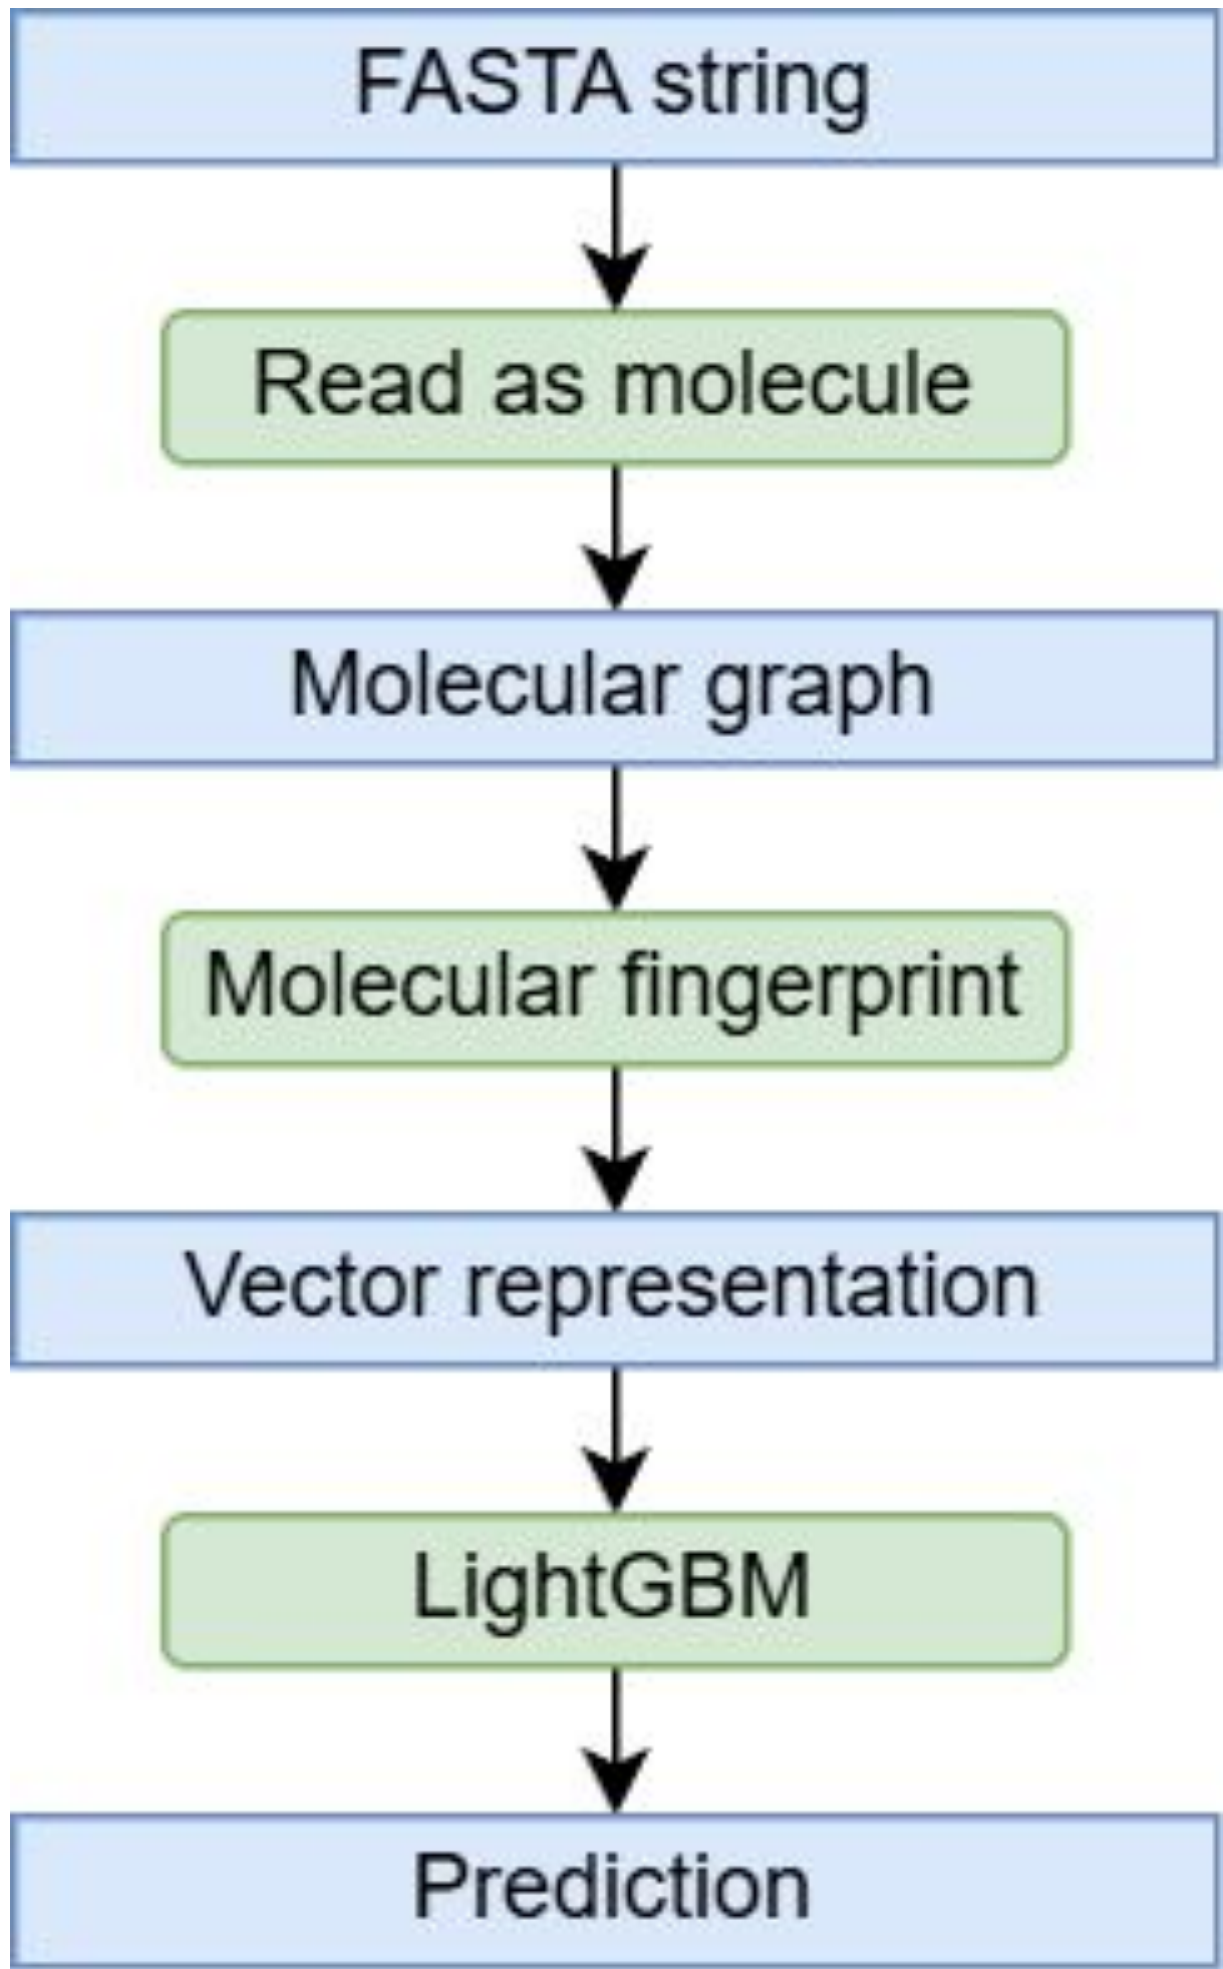 FASTA string
Read as molecule
Molecular graph
Molecular fingerprint
Vector representation
LightGBM
Prediction